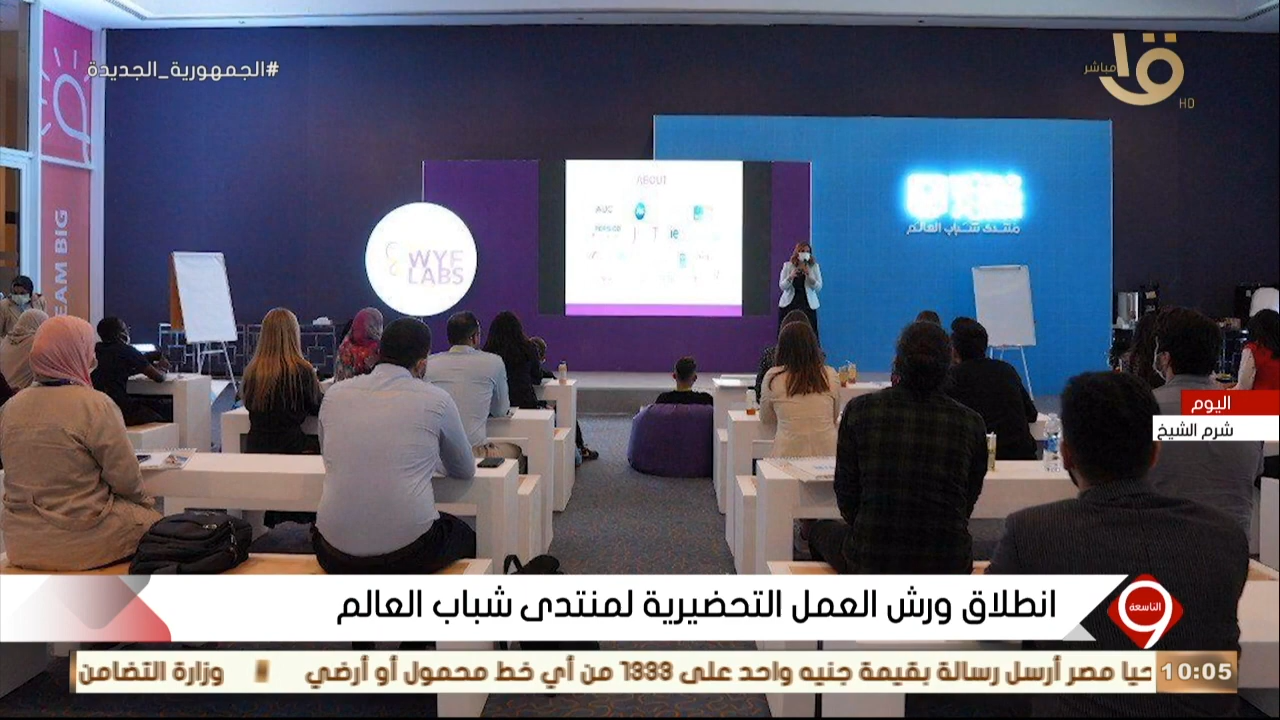 #الجمهورية_الجديدة
مباشر
HD
ABOUT
AUC
WYE
LABS
منتدى شباب العالم
EAM BIG
اليوم
شرم الشيخ
انطلاق ورش العمل التحضيرية لمنتدى شباب العالم
التاسعة
9
حيا مصر أرسل رسالة بقيمة جنيه واحد على 1333 من أي خط محمول أو أرضي
وزارة التضامن
10:05